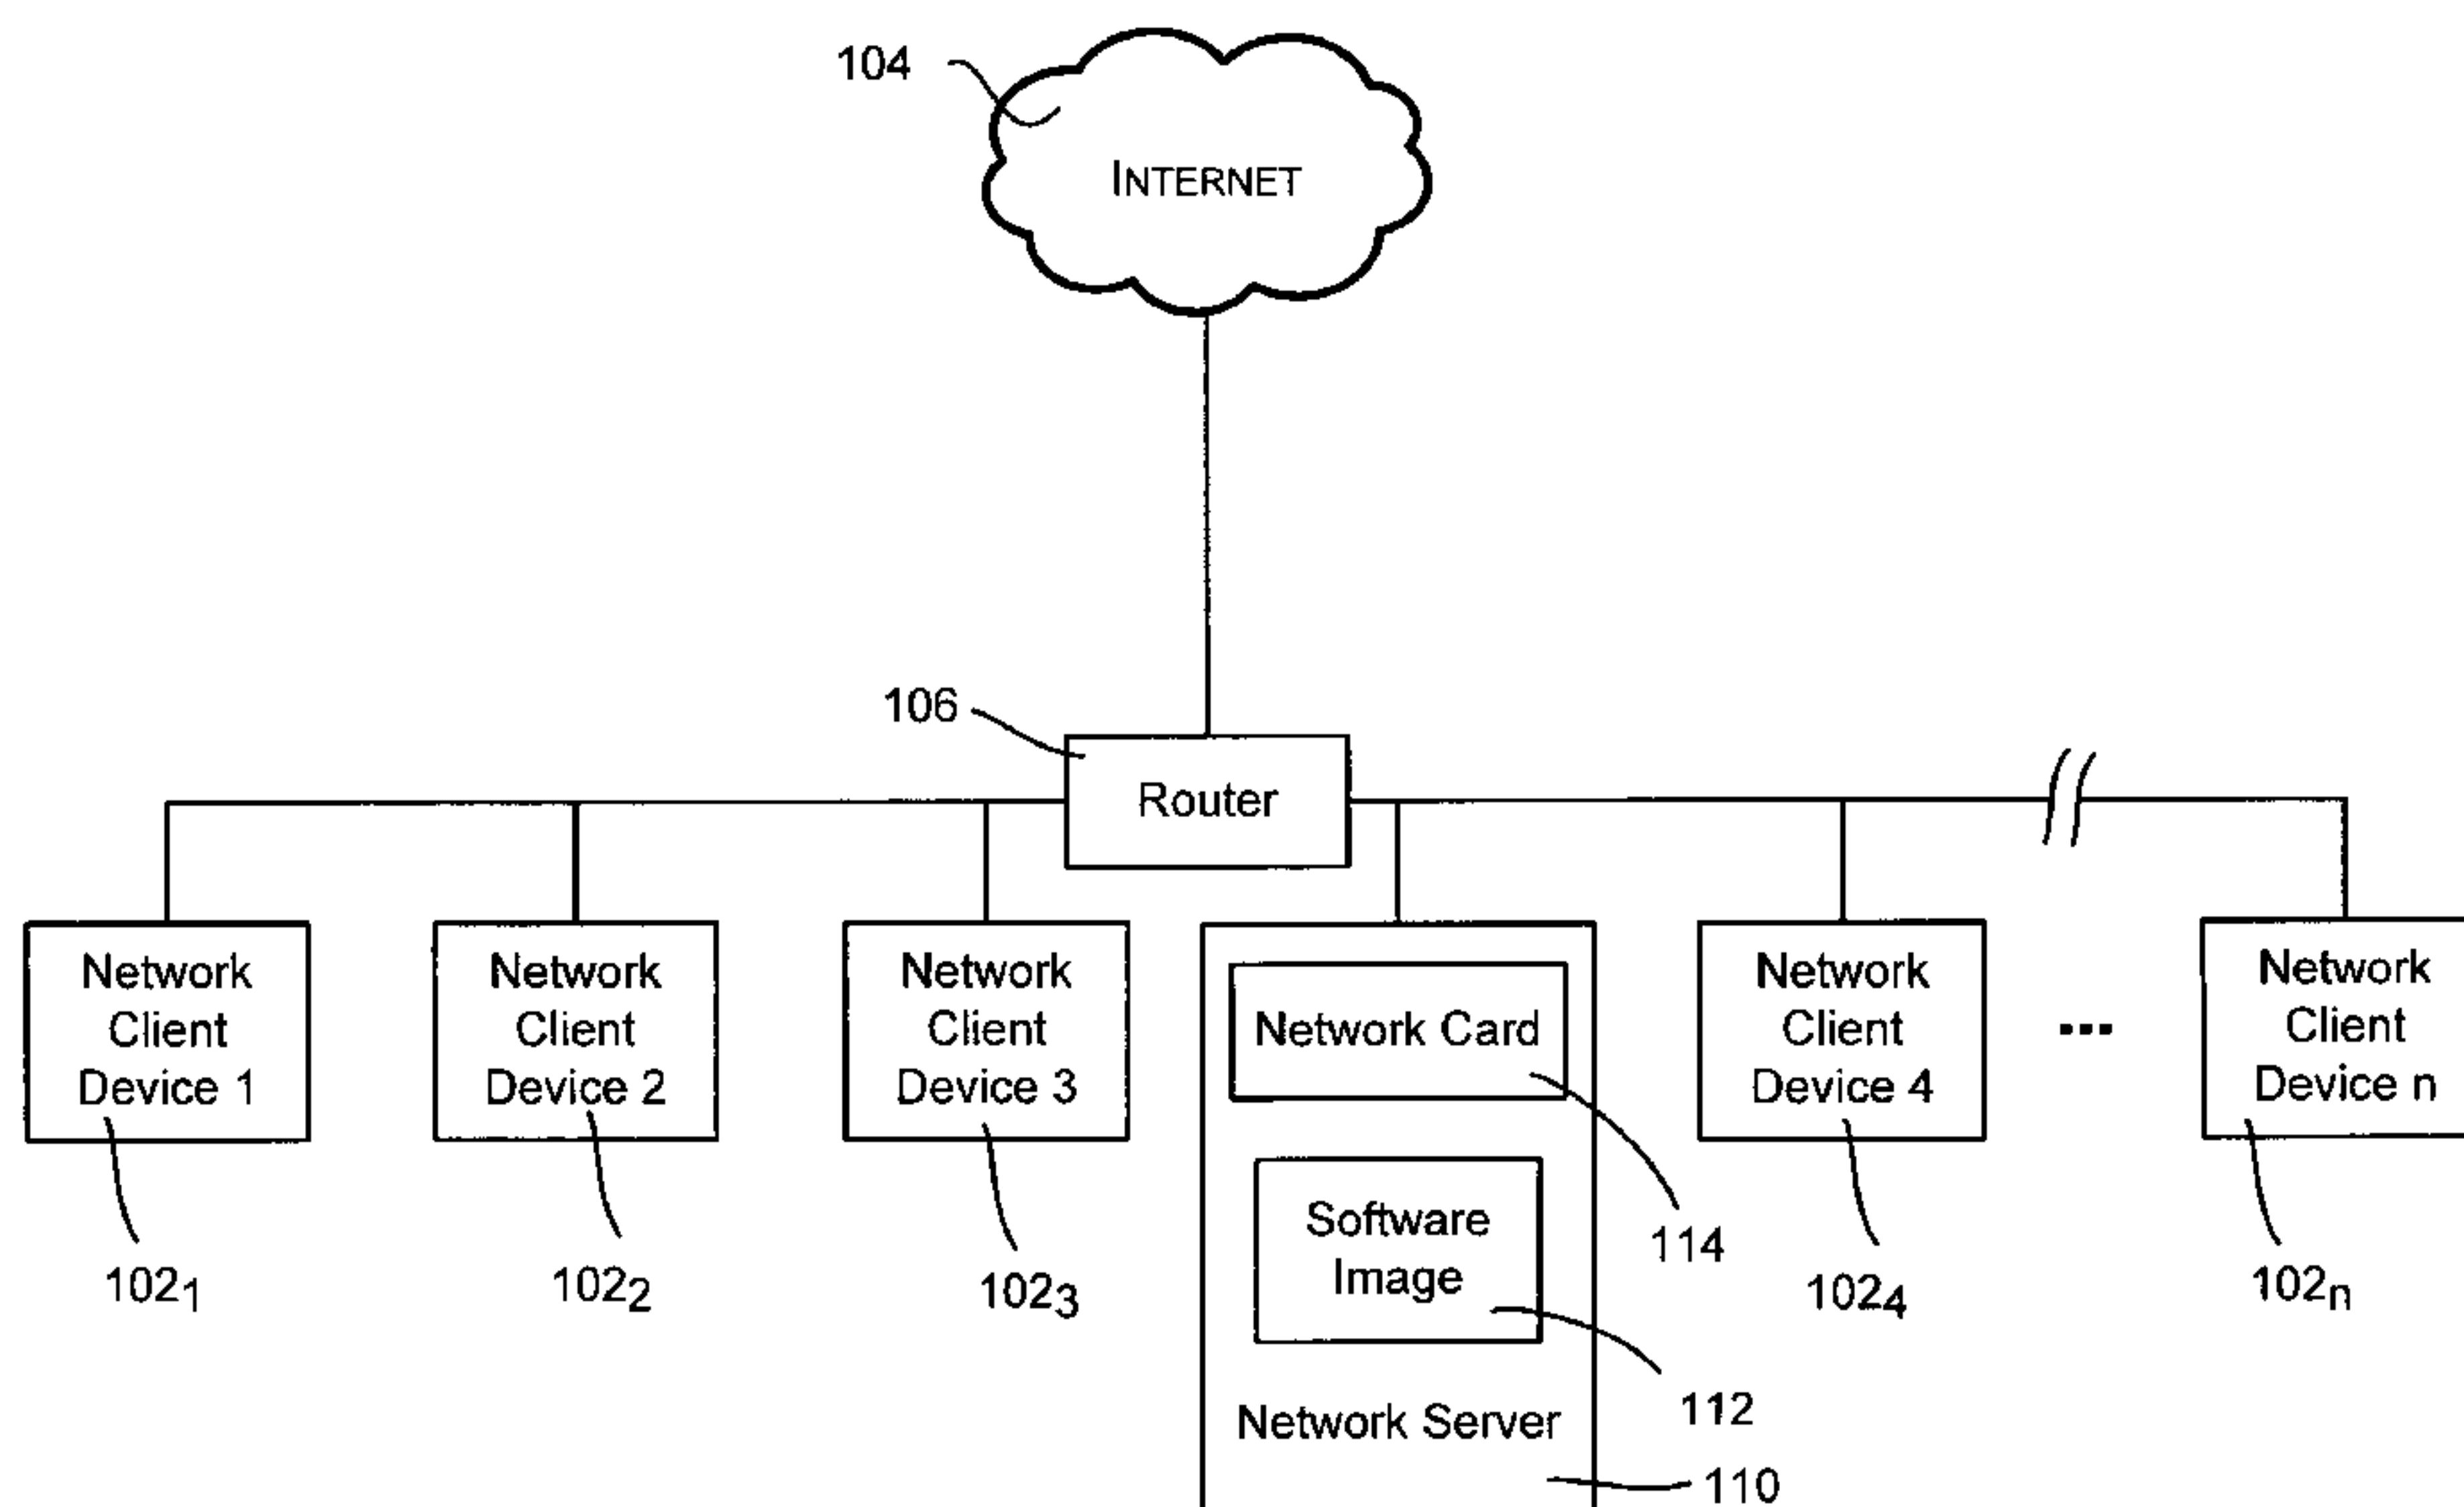 104
INTERNET
106
Router
Network
Client
Device 1
Network
Client
Device 2
Network
Client
Device 3
Network Card
Network
Client
Device 4
...
Network
Client
Device n
Software
Image
114
102₁
102₂
102₃
102₄
102ₙ
112
Network Server
110